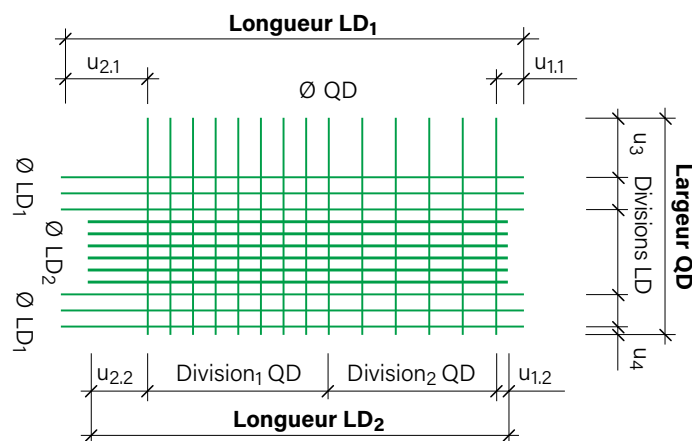 Longueur LD₁
u₂.₁
u₁.₁
Ø QD
Ø LD₁
Ø LD₂
Ø LD₁
u₃
Divisions LD
u₄
Largeur QD
u₂.₂
Division₁ QD
Division₂ QD
u₁.₂
Longueur LD₂